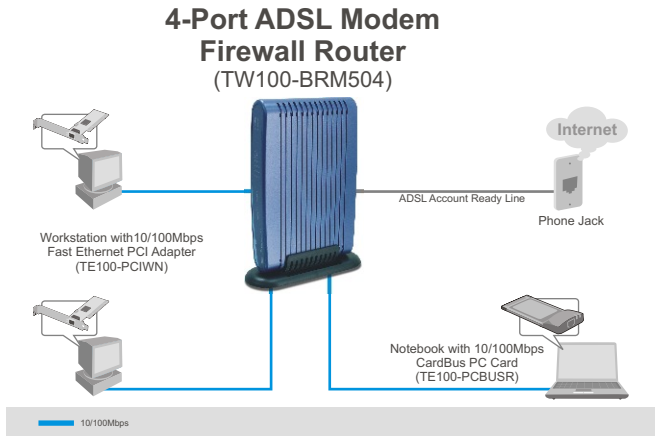 4-Port ADSL Modem
Firewall Router
(TW100-BRM504)
Internet
ADSL Account Ready Line
Phone Jack
Workstation with10/100Mbps
Fast Ethernet PCI Adapter
(TE100-PCIWN)
Notebook with 10/100Mbps
CardBus PC Card
(TE100-PCBUSR)
10/100Mbps